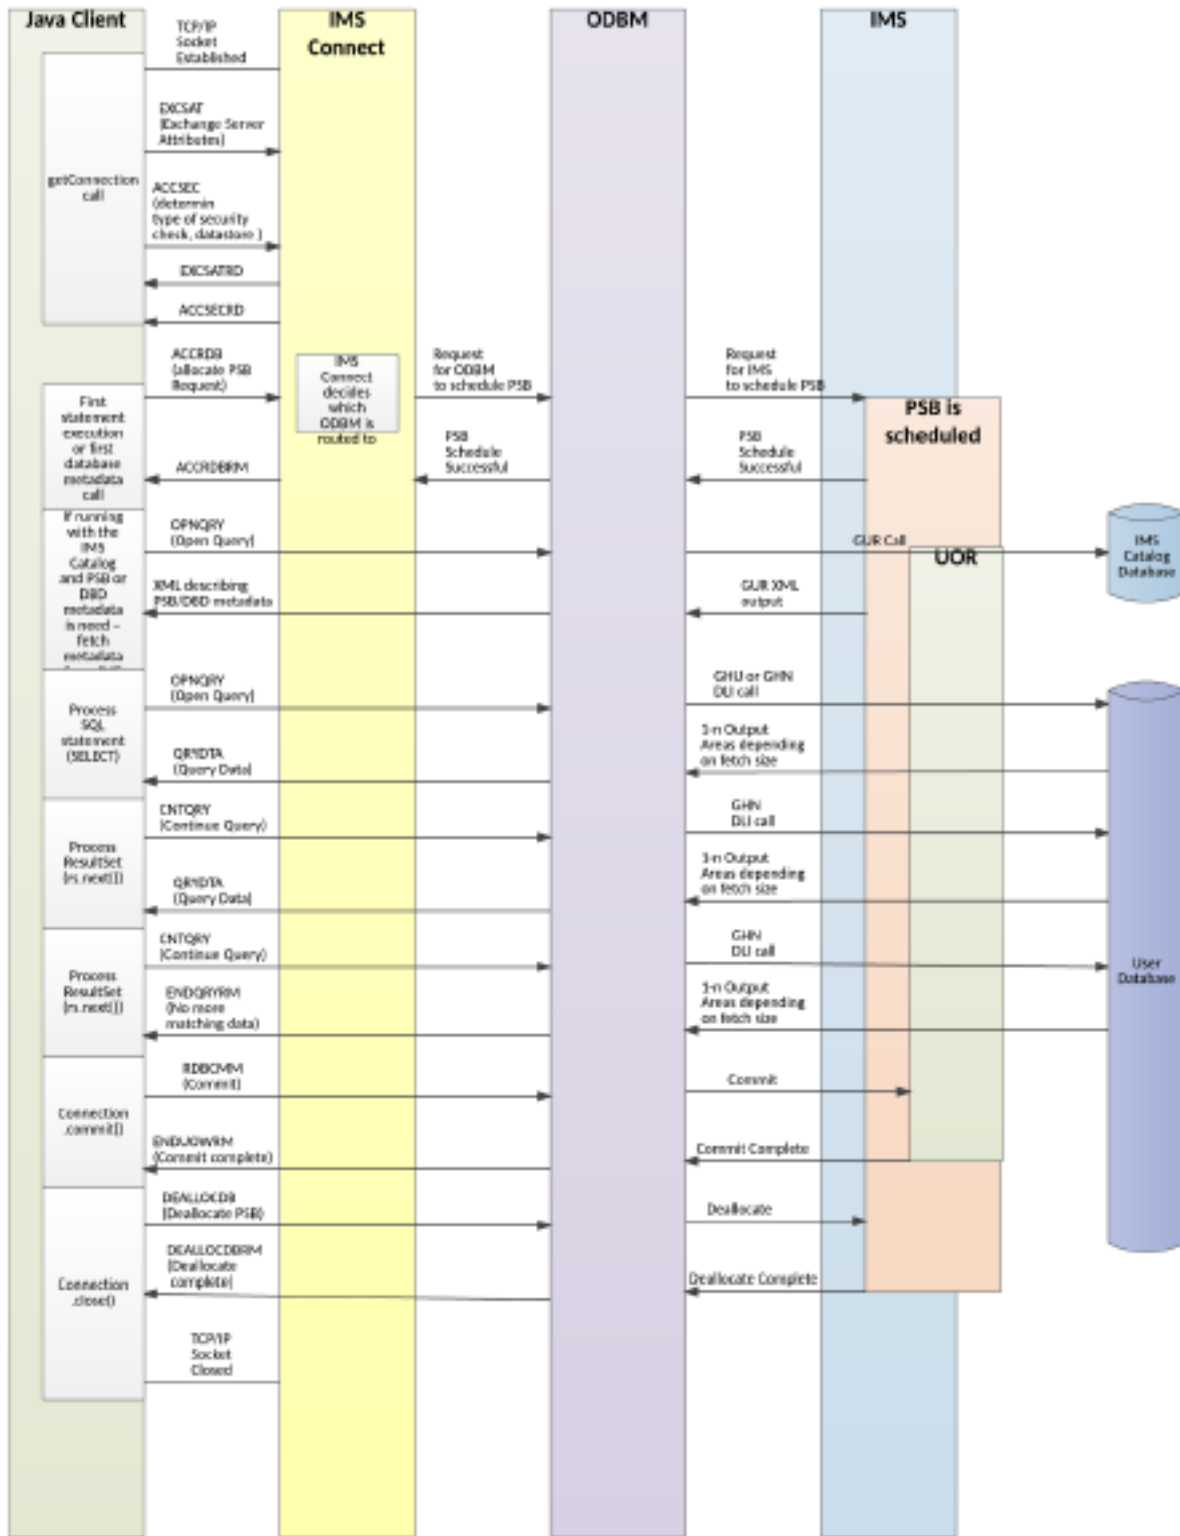 Java Client
IMS
Connect
ODBM
IMS
TCP/IP
Socket
Established
getConnection
call
EXCSAT
(Exchange Server
Attributes)
ACCSEC
(determin
type of security
check, datastore )
EXCSATRD
ACCSECRD
First
statement
execution
or first
database
metadata
call
ACCRDB
(allocate PSB
Request)
IMS
Connect
decides
which
ODBM is
routed to
Request
for ODBM
to schedule PSB
Request
for IMS
to schedule PSB
PSB is
scheduled
ACCRDBRM
PSB
Schedule
Successful
PSB
Schedule
Successful
If running
with the
IMS
Catalog
and PSB or
DBD
metadata
is need –
fetch
metadata
OPNQRY
(Open Query)
GUR Call
UOR
IMS
Catalog
Database
XML describing
PSB/DBD metadata
GUR XML
output
Process
SQL
statement
(SELECT)
OPNQRY
(Open Query)
GHU or GHN
DLI call
QRYDTA
(Query Data)
1-n Output
Areas depending
on fetch size
Process
ResultSet
(rs.next())
CNTQRY
(Continue Query)
GHN
DLI call
QRYDTA
(Query Data)
1-n Output
Areas depending
on fetch size
Process
ResultSet
(rs.next())
CNTQRY
(Continue Query)
GHN
DLI call
User
Database
ENDQRYRM
(No more
matching data)
1-n Output
Areas depending
on fetch size
Connection
.commit()
RDBCMM
(Commit)
Commit
ENDUOWRM
(Commit complete)
Commit Complete
Connection
.close()
DEALLOCDB
(Deallocate PSB)
Deallocate
DEALLOCDBRM
(Deallocate
complete)
Deallocate Complete
TCP/IP
Socket
Closed